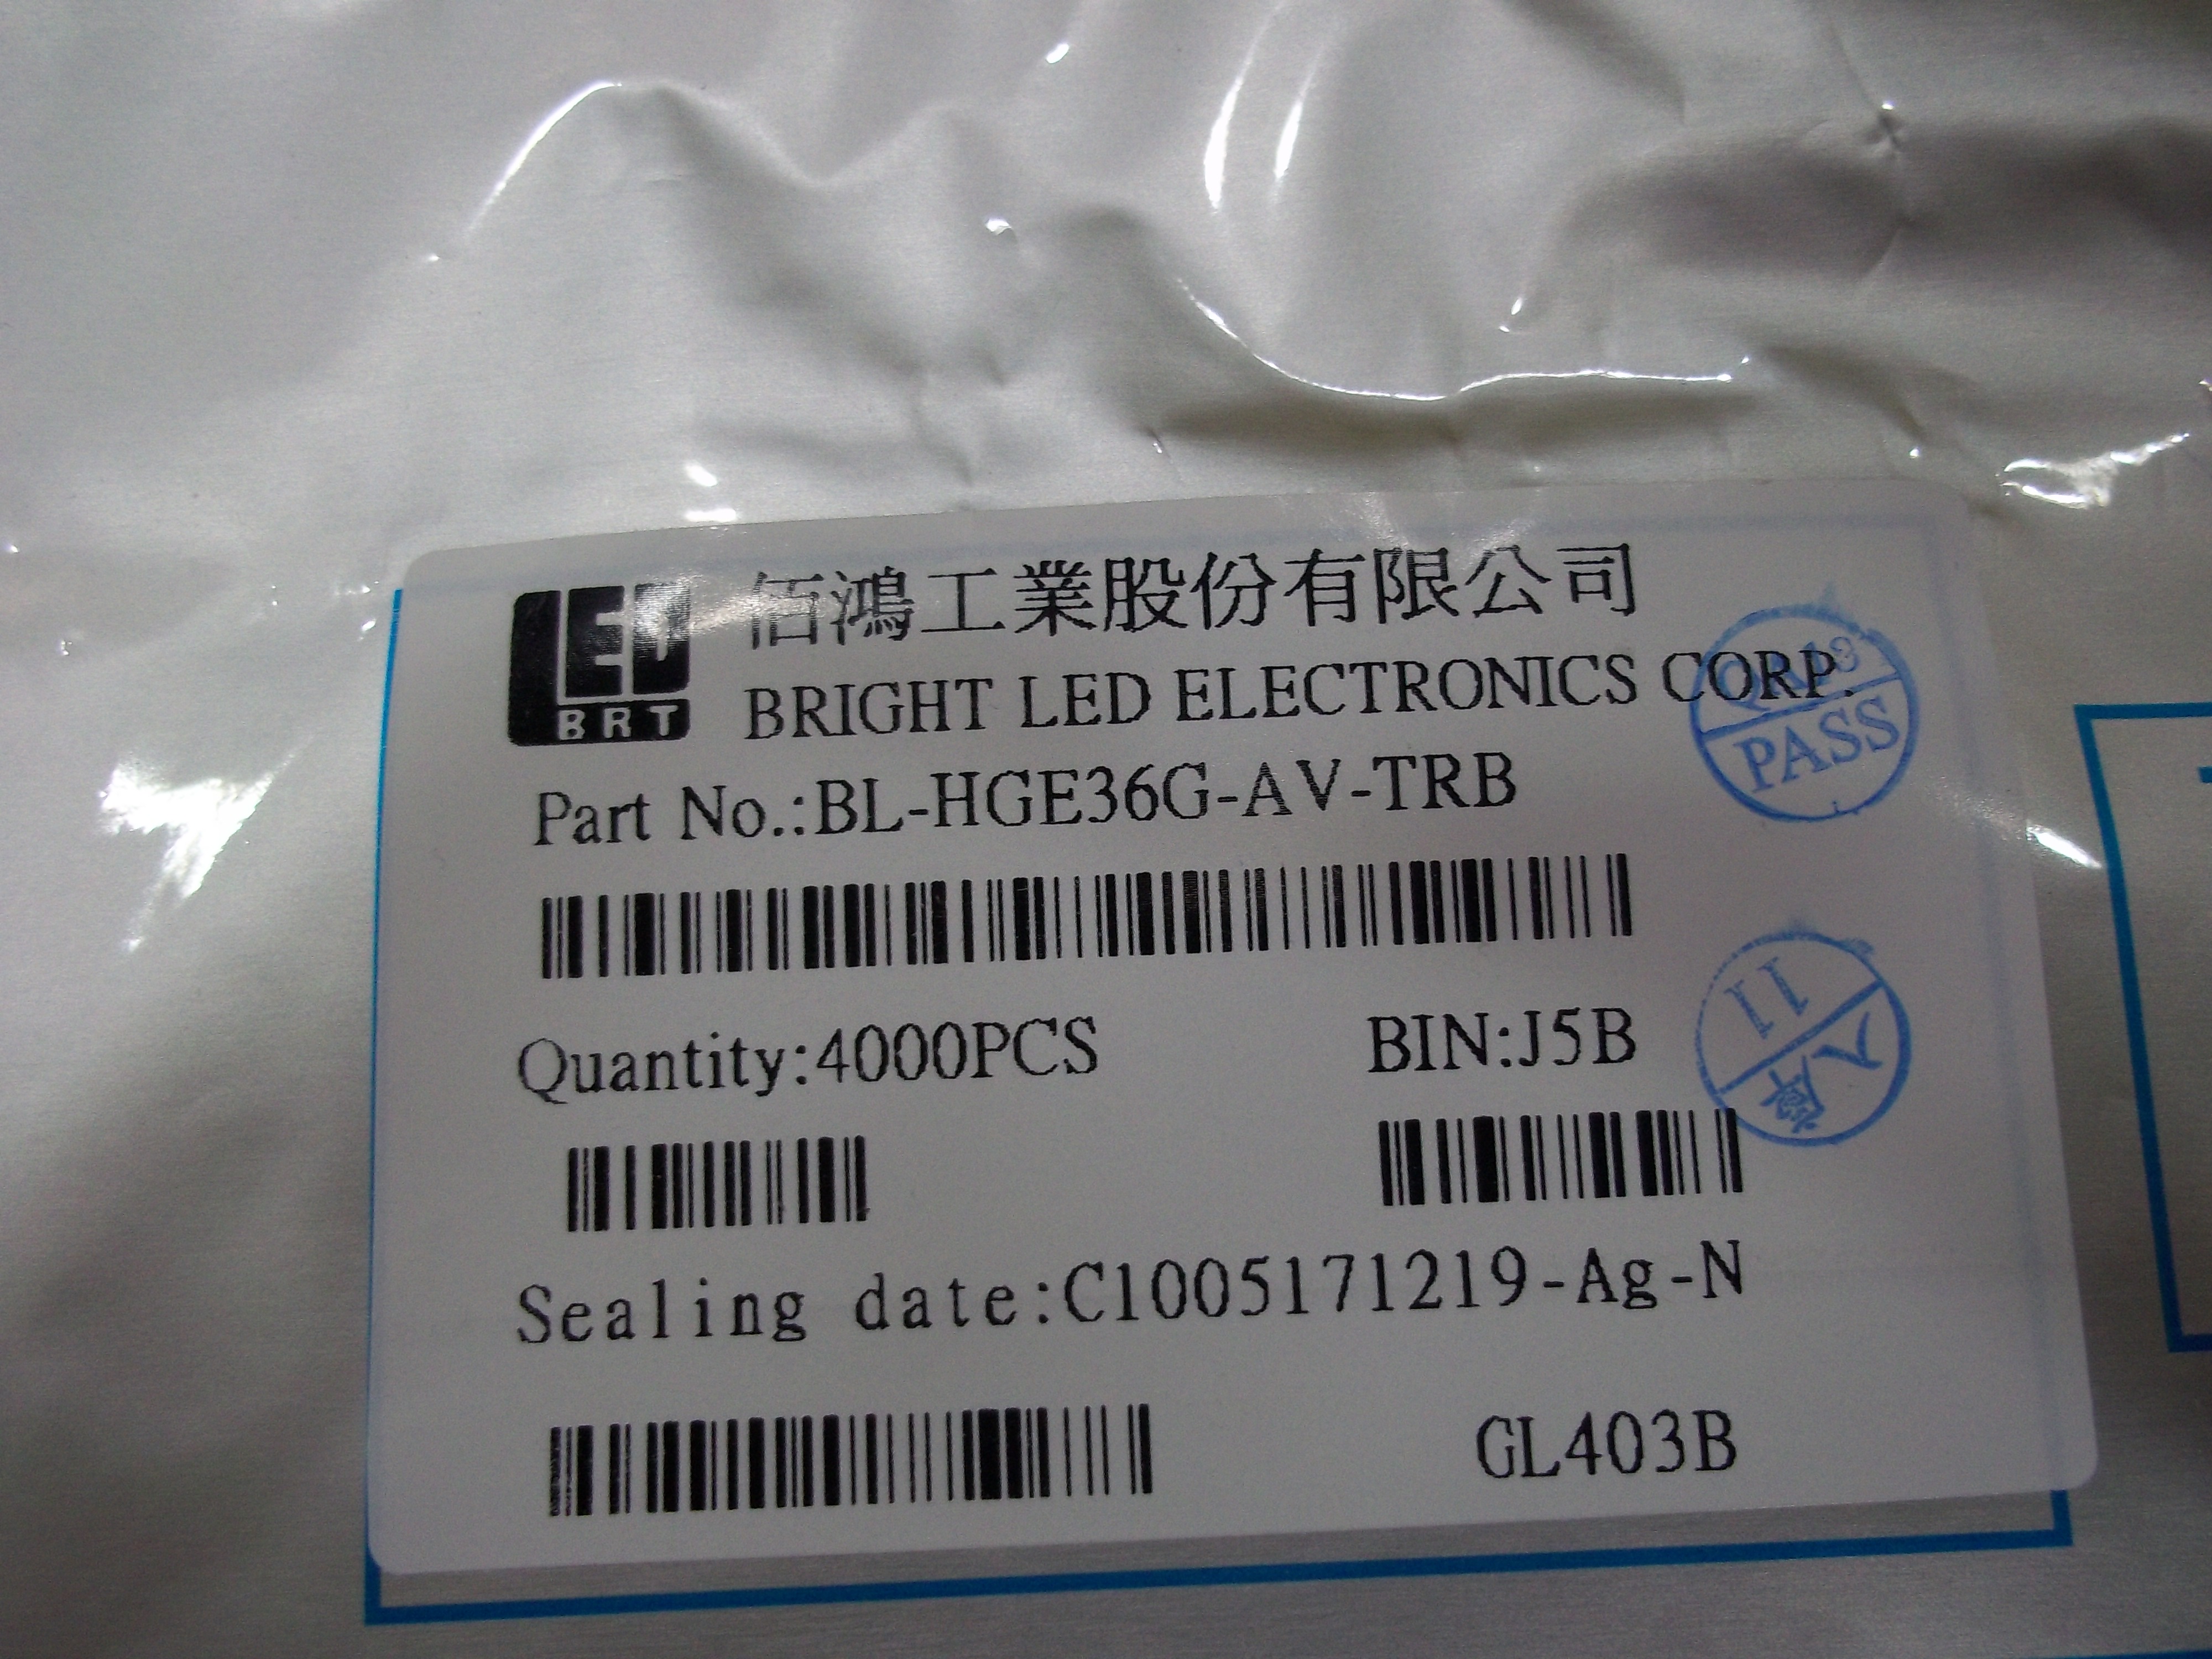 LED
BRT
佰鴻工業股份有限公司
BRIGHT LED ELECTRONICS CORP.
PASS
Part No.:BL-HGE36G-AV-TRB
Quantity:4000PCS
BIN:J5B
11
Sealing date:C1005171219-Ag-N
GL403B